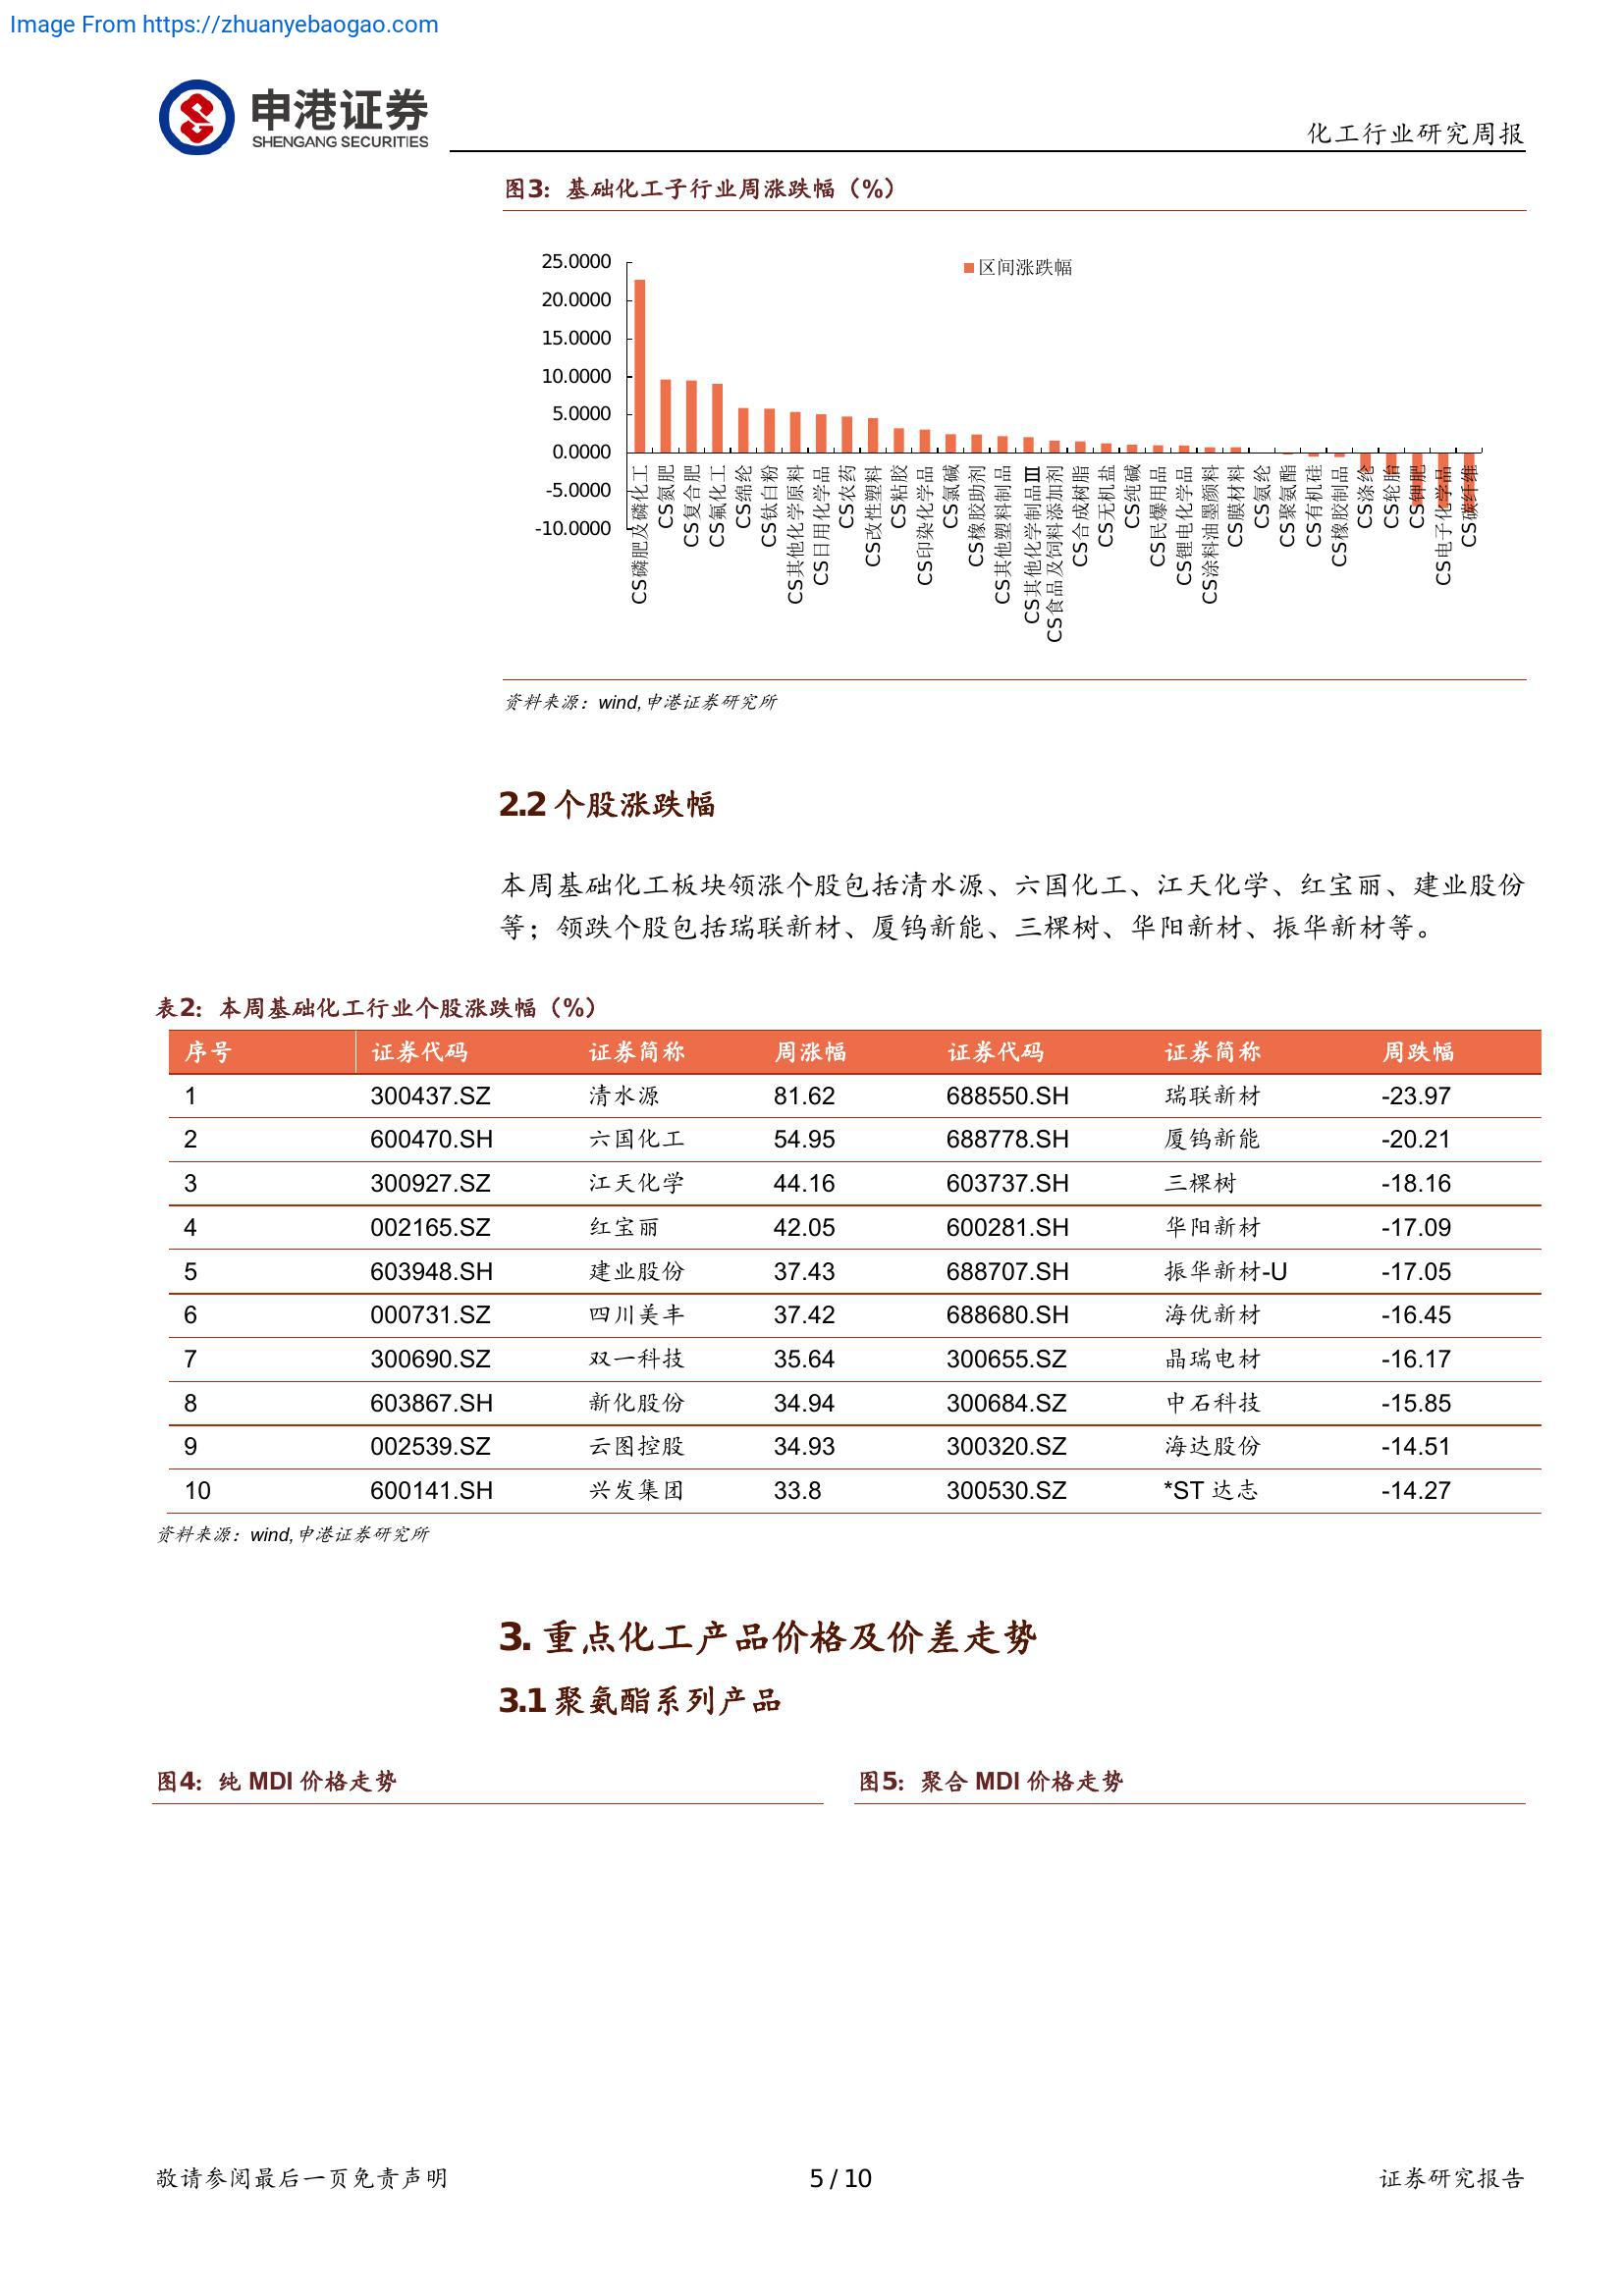 Image From https://zhuanyebaogao.com
申港证券
SHENGANG SECURITIES
化工行业研究周报
图3: 基础化工子行业周涨跌幅（%）
25.0000
20.0000
15.0000
10.0000
5.0000
0.0000
-5.0000
-10.0000
区间涨跌幅
CS磷肥及磷化工
CS氮肥
CS复合肥
CS氟化工
CS绵纶
CS钛白粉
CS其他化学原料
CS日用化学品
CS农药
CS改性塑料
CS粘胶
CS印染化学品
CS氯碱
CS橡胶助剂
CS其他塑料制品
CS其他化学制品Ⅲ
CS食品及饲料添加剂
CS合成树脂
CS无机盐
CS纯碱
CS民爆用品
CS锂电化学品
CS涂料油墨颜料
CS膜材料
CS氨纶
CS聚氨酯
CS有机硅
CS橡胶制品
CS涤纶
CS轮胎
CS钾肥
CS电子化学品
CS碳纤维
资料来源：wind,申港证券研究所
2.2 个股涨跌幅
本周基础化工板块领涨个股包括清水源、六国化工、江天化学、红宝丽、建业股份
等；领跌个股包括瑞联新材、厦钨新能、三棵树、华阳新材、振华新材等。
表2: 本周基础化工行业个股涨跌幅（%）
序号 证券代码 证券简称 周涨幅 证券代码 证券简称 周跌幅
1 300437.SZ 清水源 81.62 688550.SH 瑞联新材 -23.97
2 600470.SH 六国化工 54.95 688778.SH 厦钨新能 -20.21
3 300927.SZ 江天化学 44.16 603737.SH 三棵树 -18.16
4 002165.SZ 红宝丽 42.05 600281.SH 华阳新材 -17.09
5 603948.SH 建业股份 37.43 688707.SH 振华新材-U -17.05
6 000731.SZ 四川美丰 37.42 688680.SH 海优新材 -16.45
7 300690.SZ 双一科技 35.64 300655.SZ 晶瑞电材 -16.17
8 603867.SH 新化股份 34.94 300684.SZ 中石科技 -15.85
9 002539.SZ 云图控股 34.93 300320.SZ 海达股份 -14.51
10 600141.SH 兴发集团 33.8 300530.SZ *ST 达志 -14.27
资料来源：wind,申港证券研究所
3. 重点化工产品价格及价差走势
3.1 聚氨酯系列产品
图4: 纯 MDI 价格走势
图5: 聚合 MDI 价格走势
敬请参阅最后一页免责声明
5 / 10
证券研究报告